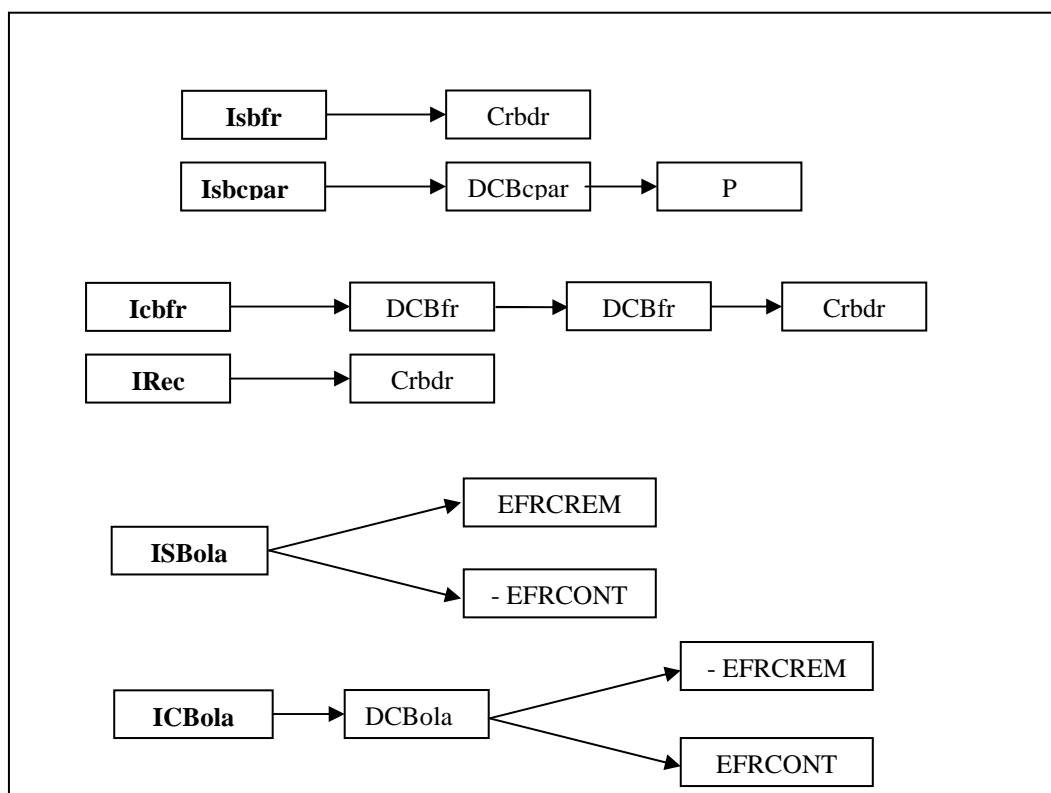 Isbfr Crbdr
Isbcpar DCBcpar P
Icbfr DCBfr DCBfr Crbdr
IRec Crbdr
EFRCREM
ISBola
- EFRCONT
- EFRCREM
ICBola DCBola
EFRCONT